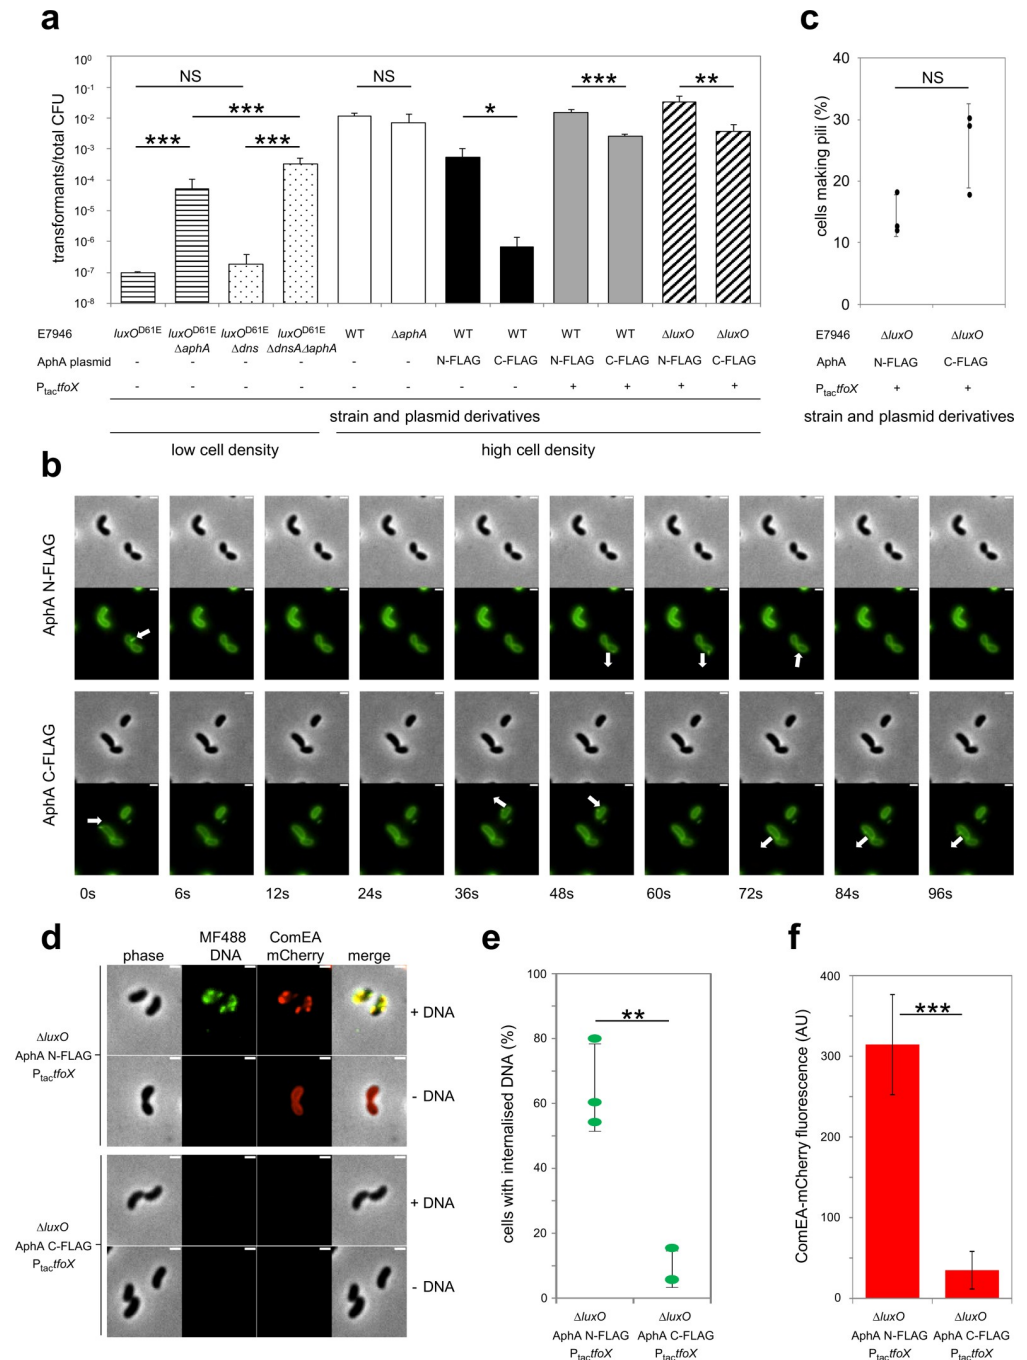 a
c
transformants/total CFU
10⁰
10⁻¹
10⁻²
10⁻³
10⁻⁴
10⁻⁵
10⁻⁶
10⁻⁷
10⁻⁸
NS
***
***
***
NS
*
***
**
E7946 luxOᴰ⁶¹ᴱ luxOᴰ⁶¹ᴱ luxOᴰ⁶¹ᴱ luxOᴰ⁶¹ᴱ WT ΔaphA WT WT WT WT ΔluxO ΔluxO
ΔaphA Δdns ΔdnsAΔaphA
AphA plasmid - - - - - - N-FLAG C-FLAG N-FLAG C-FLAG N-FLAG C-FLAG
PtactfoX - - - - - - - - + + + +
strain and plasmid derivatives
low cell density high cell density
cells making pili (%)
40
30
20
10
0
NS
E7946 ΔluxO ΔluxO
AphA N-FLAG C-FLAG
PtactfoX + +
strain and plasmid derivatives
b
AphA N-FLAG
AphA C-FLAG
0s 6s 12s 24s 36s 48s 60s 72s 84s 96s
d
MF488 ComEA
phase DNA mCherry merge
+ DNA
ΔluxO
AphA N-FLAG
PtactfoX
- DNA
+ DNA
ΔluxO
AphA C-FLAG
PtactfoX
- DNA
e
cells with internalised DNA (%)
100
80
60
40
20
0
**
ΔluxO ΔluxO
AphA N-FLAG AphA C-FLAG
PtactfoX PtactfoX
f
ComEA-mCherry fluorescence (AU)
400
300
200
100
0
***
ΔluxO ΔluxO
AphA N-FLAG AphA C-FLAG
PtactfoX PtactfoX